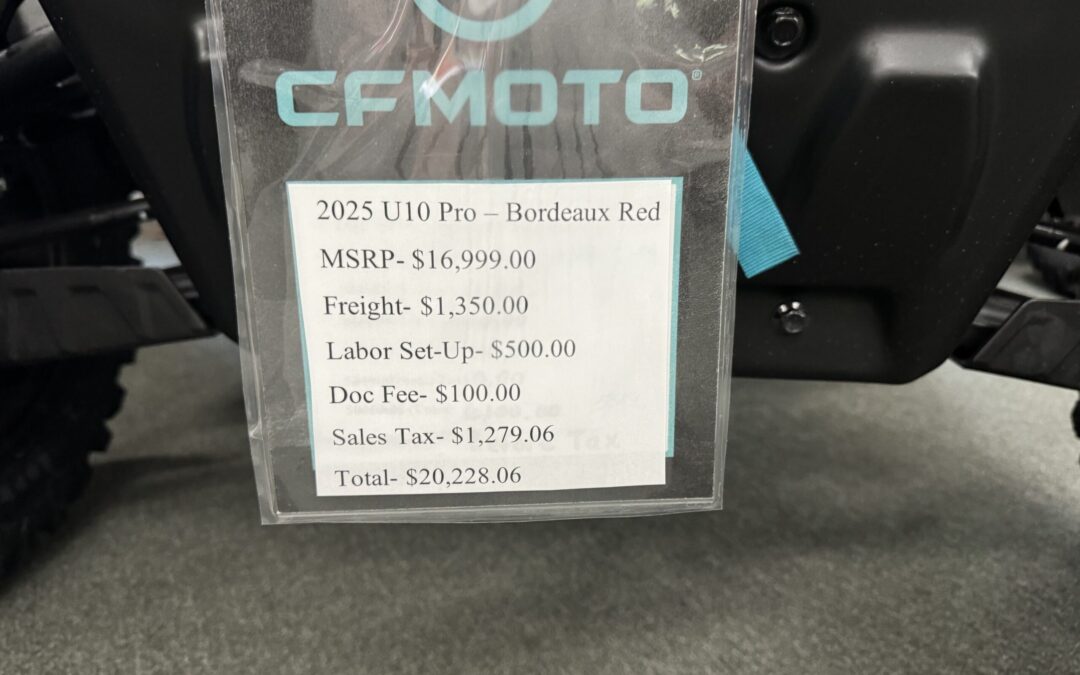 CFMOTO®
2025 U10 Pro – Bordeaux Red
MSRP- $16,999.00
Freight- $1,350.00
Labor Set-Up- $500.00
Doc Fee- $100.00
Sales Tax- $1,279.06
Total- $20,228.06